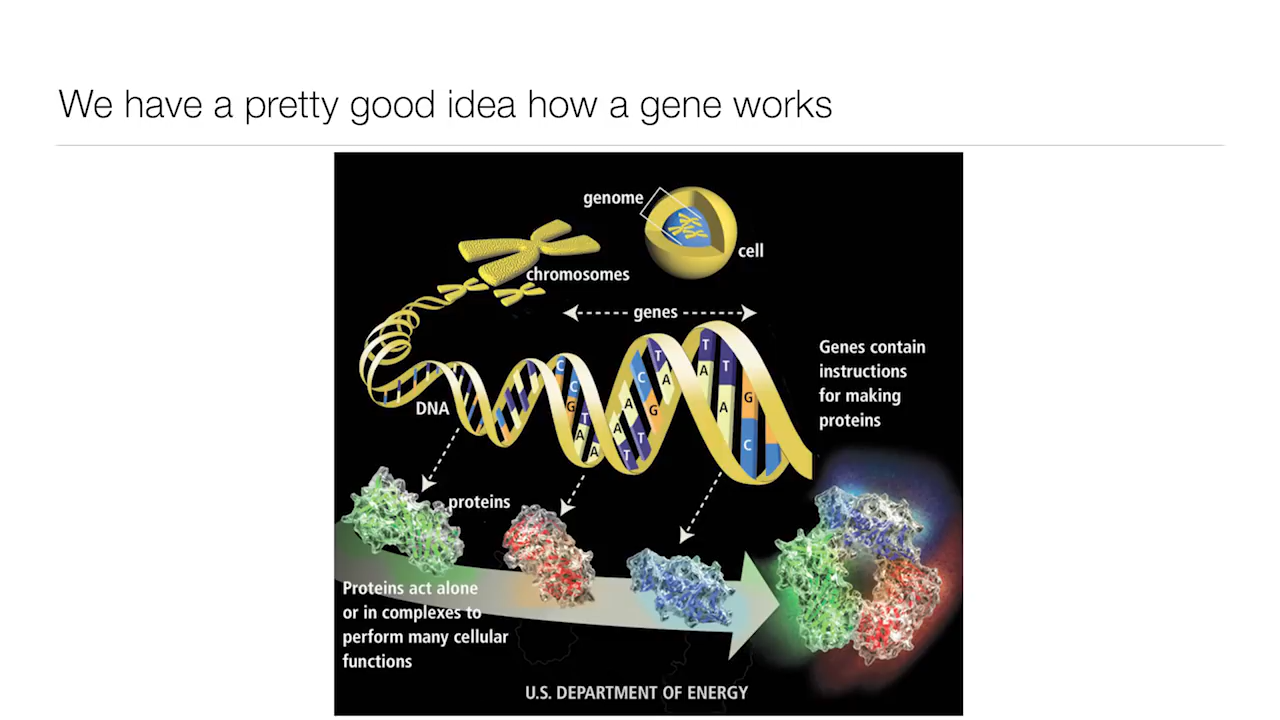 We have a pretty good idea how a gene works
genome
cell
chromosomes
genes
Genes contain
instructions
for making
proteins
DNA
C
C
G
T
A
A
A
A
T
C
T
G
T
A
T
A
T
A
G
C
proteins
Proteins act alone
or in complexes to
perform many cellular
functions
U.S. DEPARTMENT OF ENERGY